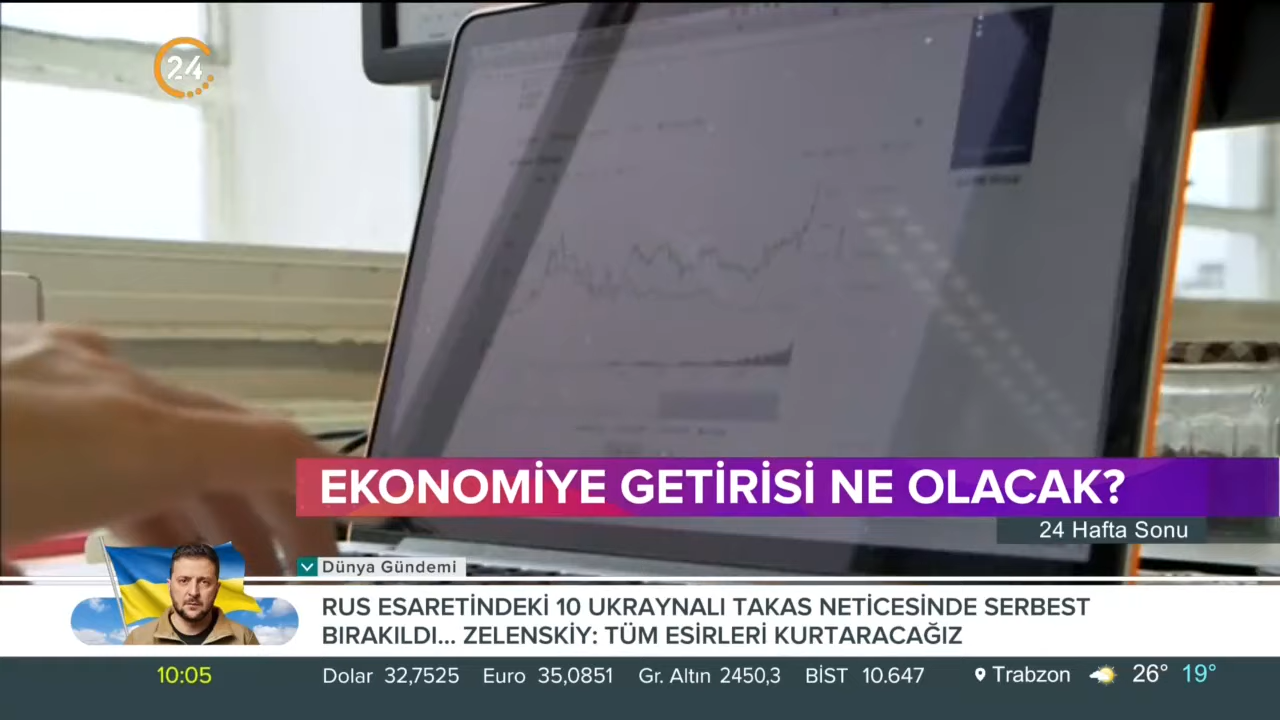 24
EKONOMİYE GETİRİSİ NE OLACAK?
24 Hafta Sonu
Dünya Gündemi
RUS ESARETİNDEKİ 10 UKRAYNALI TAKAS NETİCESİNDE SERBEST
BIRAKILDI... ZELENSKİY: TÜM ESİRLERİ KURTARACAĞIZ
10:05 Dolar 32,7525 Euro 35,0851 Gr. Altın 2450,3 BİST 10.647 Trabzon 26° 19°